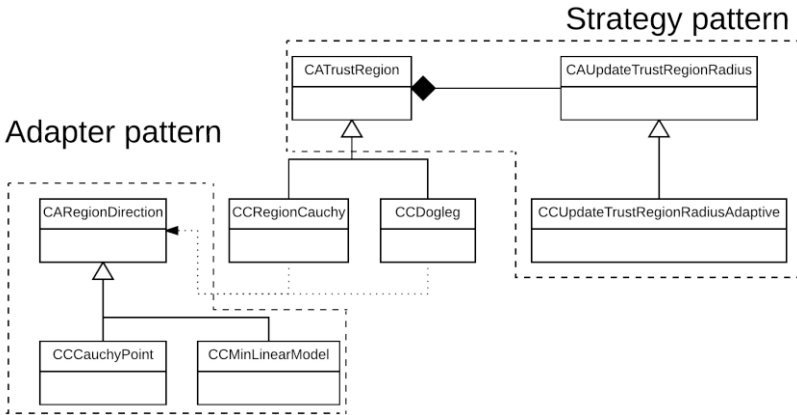 Strategy pattern
CATrustRegion
CAUpdateTrustRegionRadius
Adapter pattern
CARegionDirection
CCRegionCauchy
CCDogleg
CCUpdateTrustRegionRadiusAdaptive
CCCauchyPoint
CCMinLinearModel